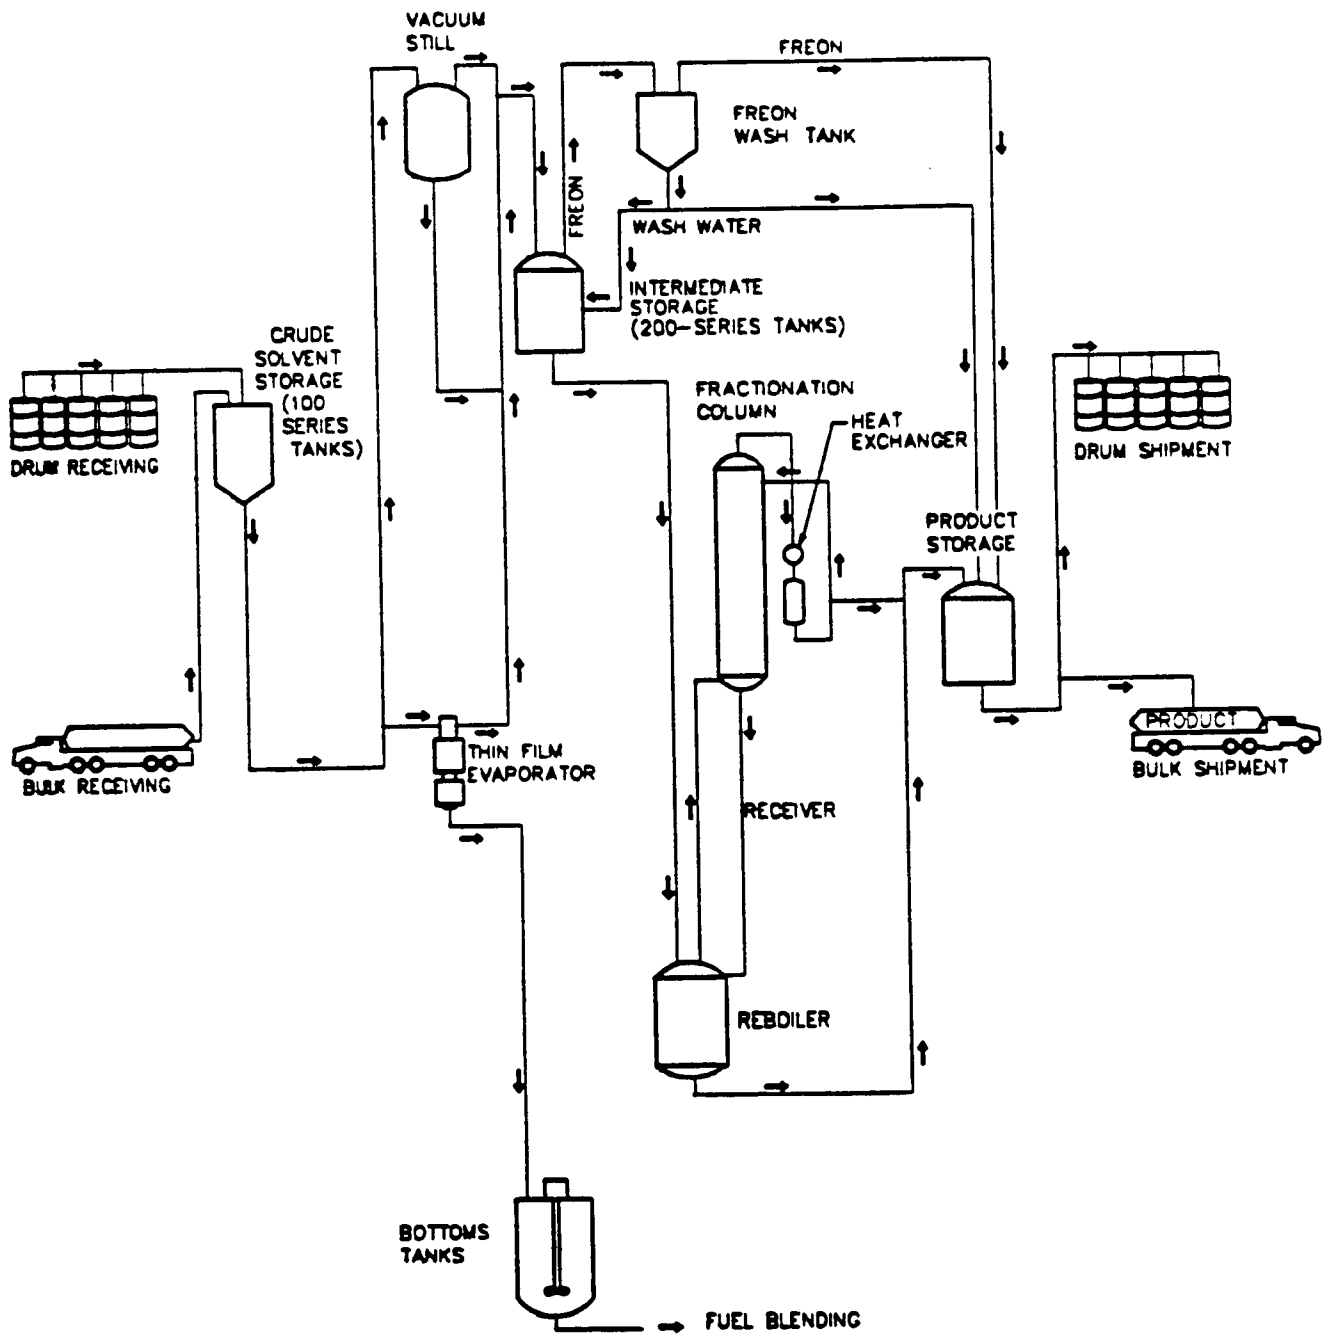 VACUUM
STILL
FREON
FREON
WASH TANK
FREON
WASH WATER
INTERMEDIATE
STORAGE
(200-SERIES TANKS)
CRUDE
SOLVENT
STORAGE
(100
SERIES
TANKS)
DRUM RECEIVING
FRACTIONATION
COLUMN
HEAT
EXCHANGER
DRUM SHIPMENT
PRODUCT
STORAGE
PRODUCT
BULK SHIPMENT
BULK RECEIVING
THIN FILM
EVAPORATOR
RECEIVER
REBOILER
BOTTOMS
TANKS
FUEL BLENDING